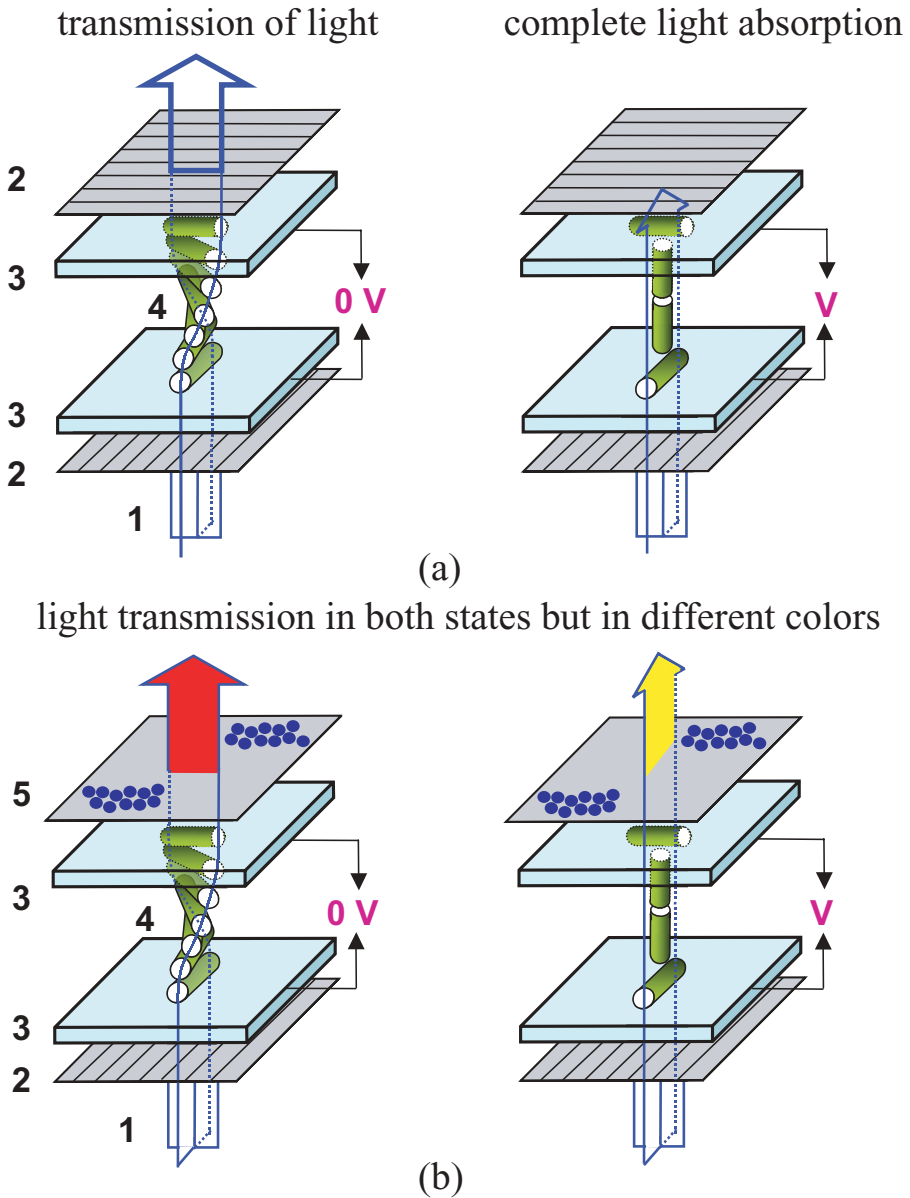 transmission of light
complete light absorption
2
3
4
0 V
V
3
2
1
(a)
light transmission in both states but in different colors
5
3
4
0 V
V
3
2
1
(b)